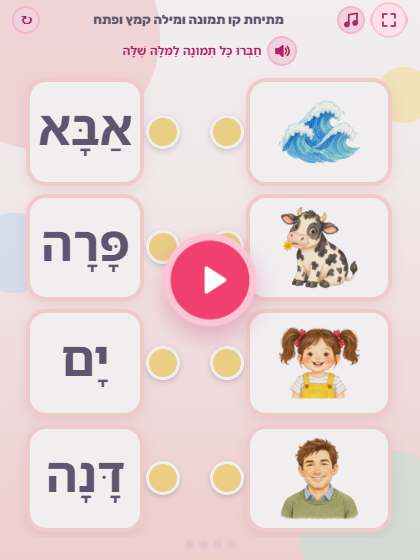 מתיחת קו תמונה ומילה קמץ ופתח
חַבְּרוּ כָּל תְּמוּנָה לַמִּלָּה שֶׁלָּהּ
אַבָּא
פָּרָה
יָם
דָּנָה